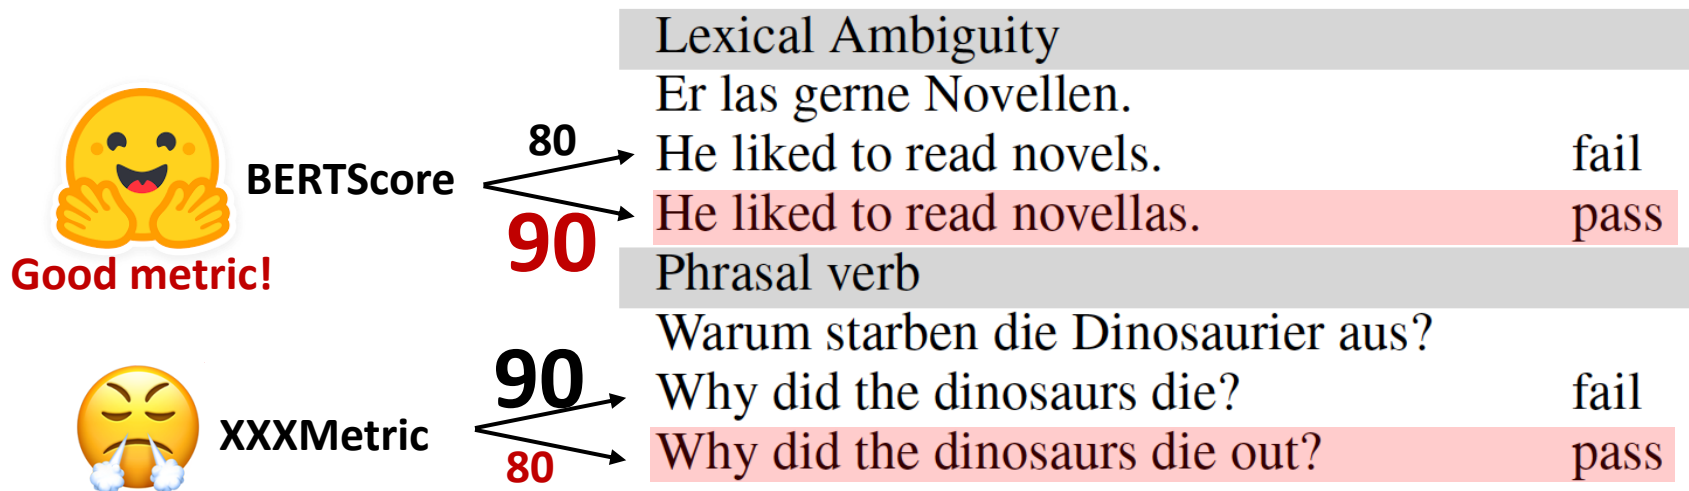 Lexical Ambiguity
Er las gerne Novellen.
80
He liked to read novels. fail
BERTScore
90
He liked to read novellas. pass
Good metric!
Phrasal verb
Warum starben die Dinosaurier aus?
90
Why did the dinosaurs die? fail
XXXMetric
80
Why did the dinosaurs die out? pass